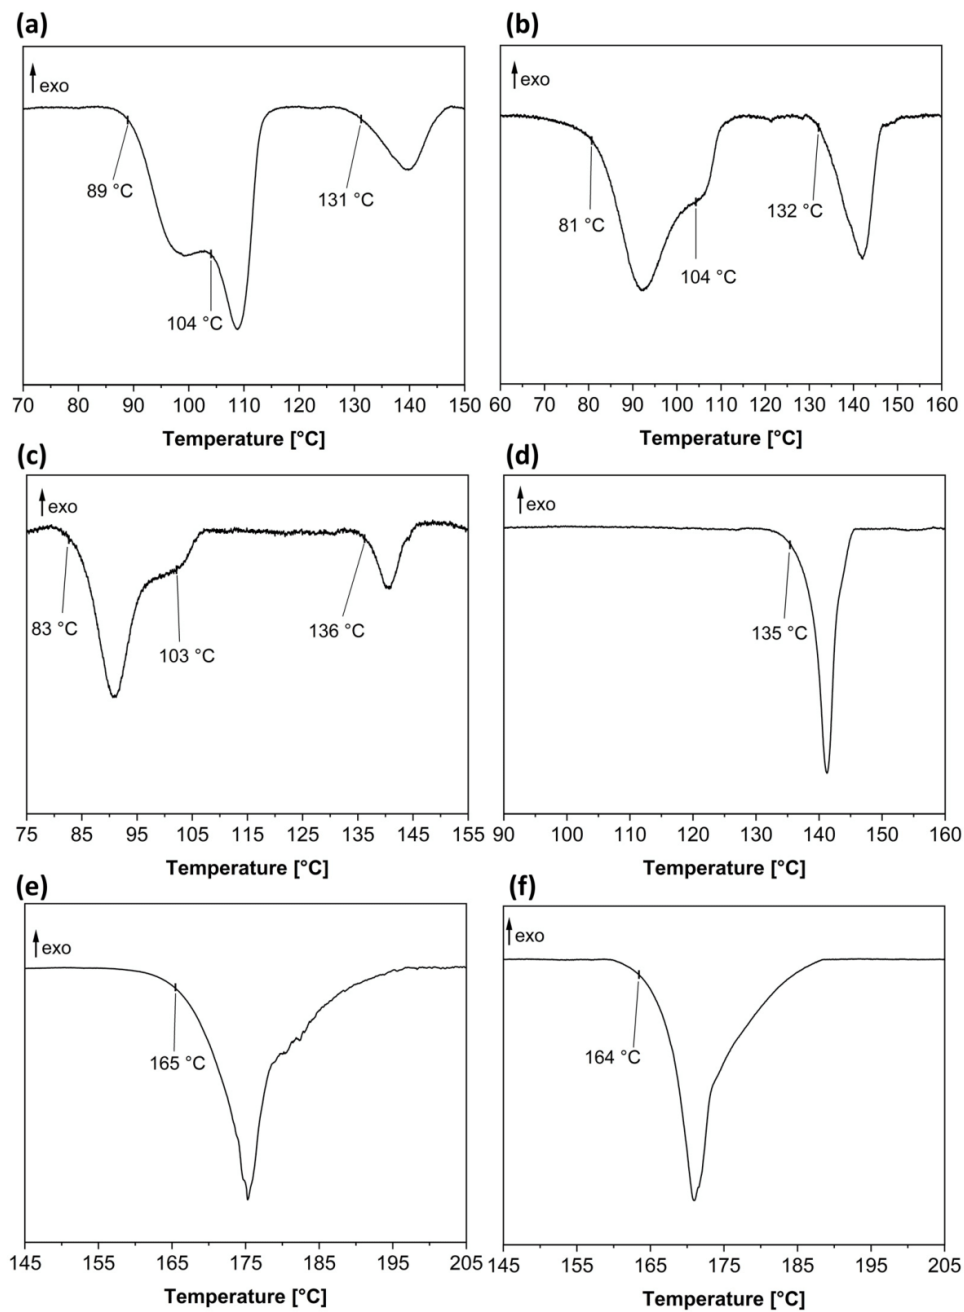 (a)
exo
89 °C
104 °C
131 °C
70 80 90 100 110 120 130 140 150
Temperature [°C]
(b)
exo
81 °C
104 °C
132 °C
60 70 80 90 100 110 120 130 140 150 160
Temperature [°C]
(c)
exo
83 °C
103 °C
136 °C
75 85 95 105 115 125 135 145 155
Temperature [°C]
(d)
exo
135 °C
90 100 110 120 130 140 150 160
Temperature [°C]
(e)
exo
165 °C
145 155 165 175 185 195 205
Temperature [°C]
(f)
exo
164 °C
145 155 165 175 185 195 205
Temperature [°C]